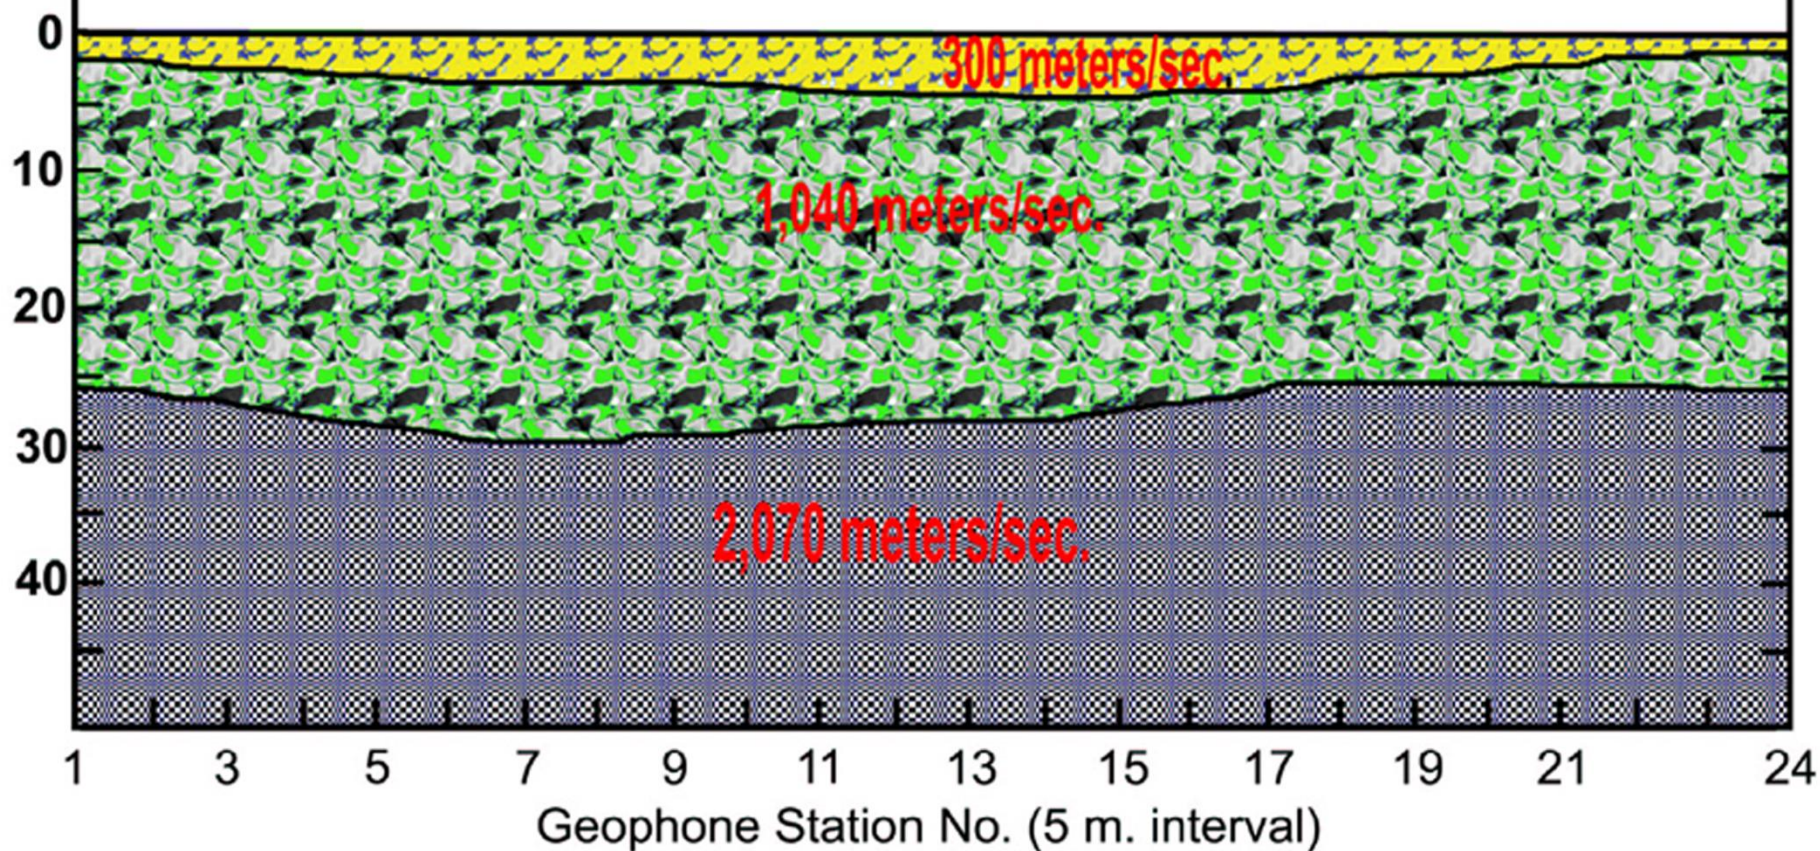 0
300 meters/sec.
10
1,040 meters/sec.
20
30
2,070 meters/sec.
40
1 3 5 7 9 11 13 15 17 19 21 24
Geophone Station No. (5 m. interval)